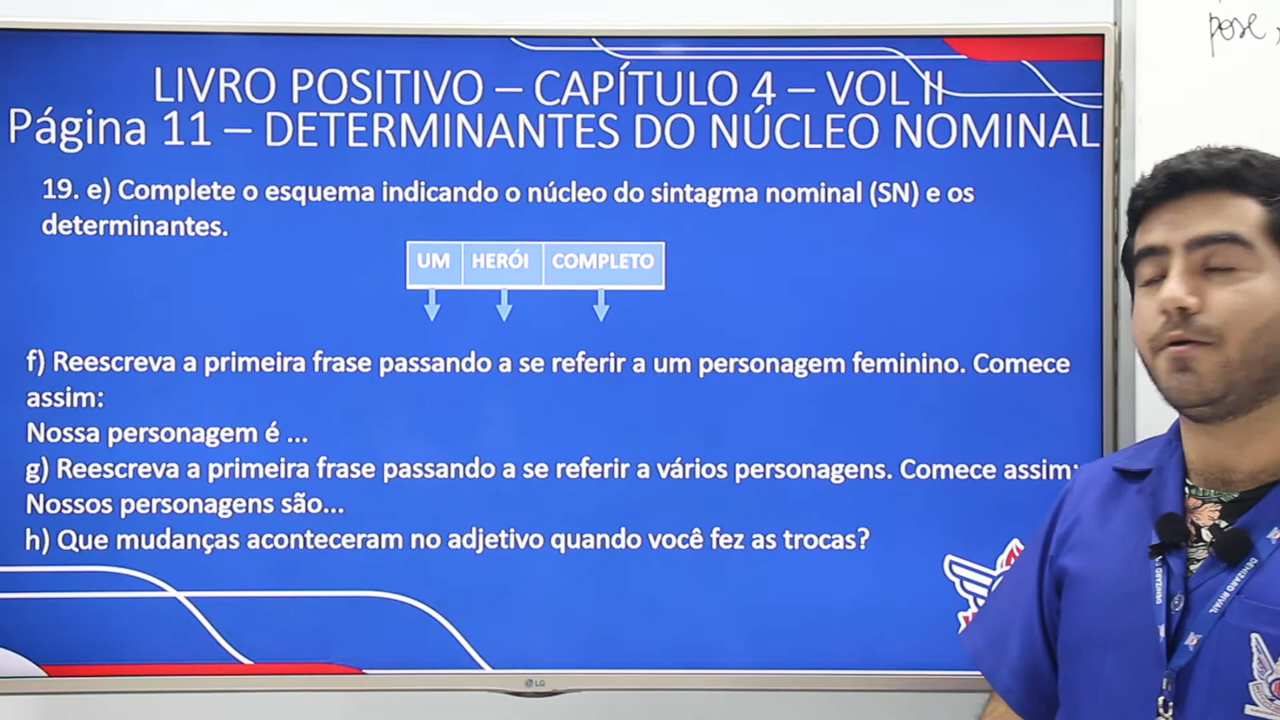 pose,
LIVRO POSITIVO – CAPÍTULO 4 – VOL II
Página 11 – DETERMINANTES DO NÚCLEO NOMINAL
19. e) Complete o esquema indicando o núcleo do sintagma nominal (SN) e os
determinantes.
UM HERÓI COMPLETO
f) Reescreva a primeira frase passando a se referir a um personagem feminino. Comece
assim:
Nossa personagem é ...
g) Reescreva a primeira frase passando a se referir a vários personagens. Comece assim:
Nossos personagens são...
h) Que mudanças aconteceram no adjetivo quando você fez as trocas?
DENIZARD RIVAIL
LG